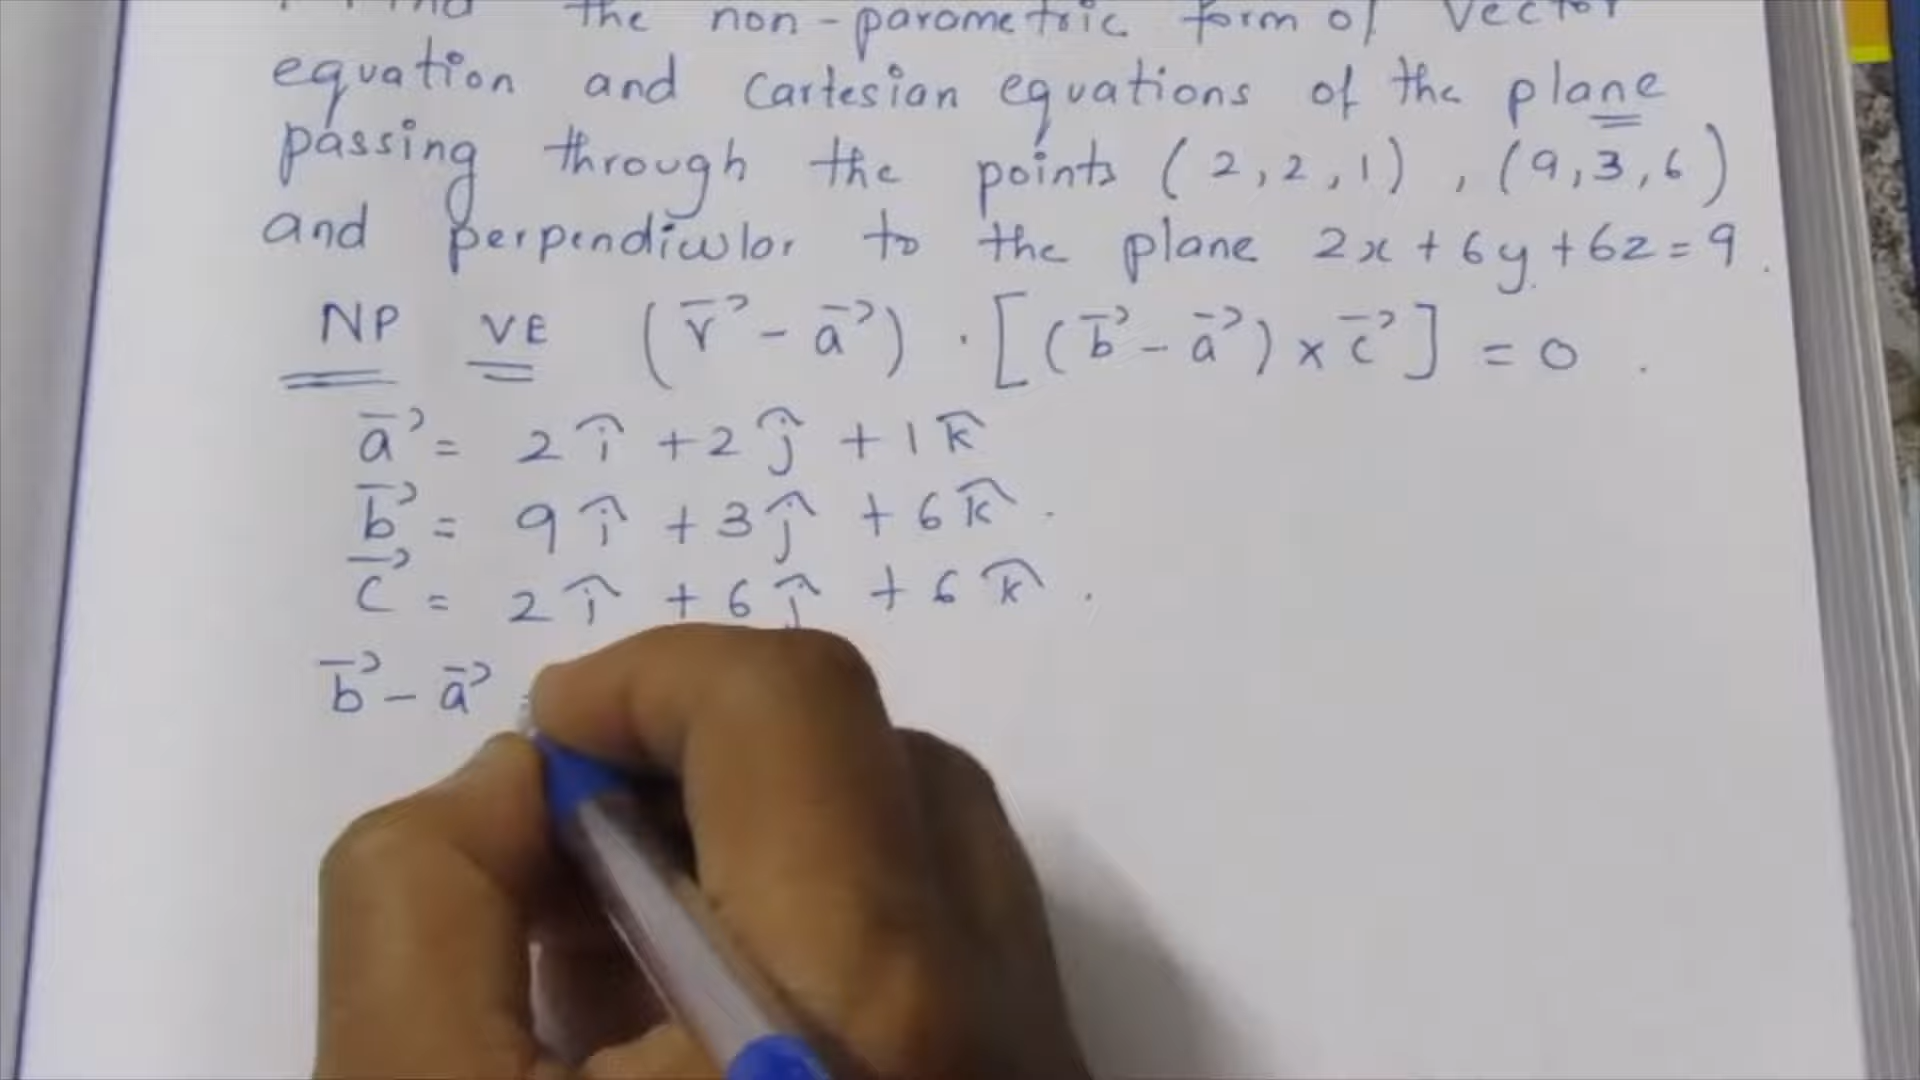 the non-parametric form of vector
equation and Cartesian equations of the plane
passing through the points (2,2,1), (9,3,6)
and perpendiculor to the plane 2x+6y+6z=9.
NP VE (r⃗ - a⃗) · [(b⃗ - a⃗) × c⃗] = 0.
a⃗ = 2î + 2ĵ + 1k̂
b⃗ = 9î + 3ĵ + 6k̂.
c⃗ = 2î + 6ĵ + 6k̂.
b⃗ - a⃗